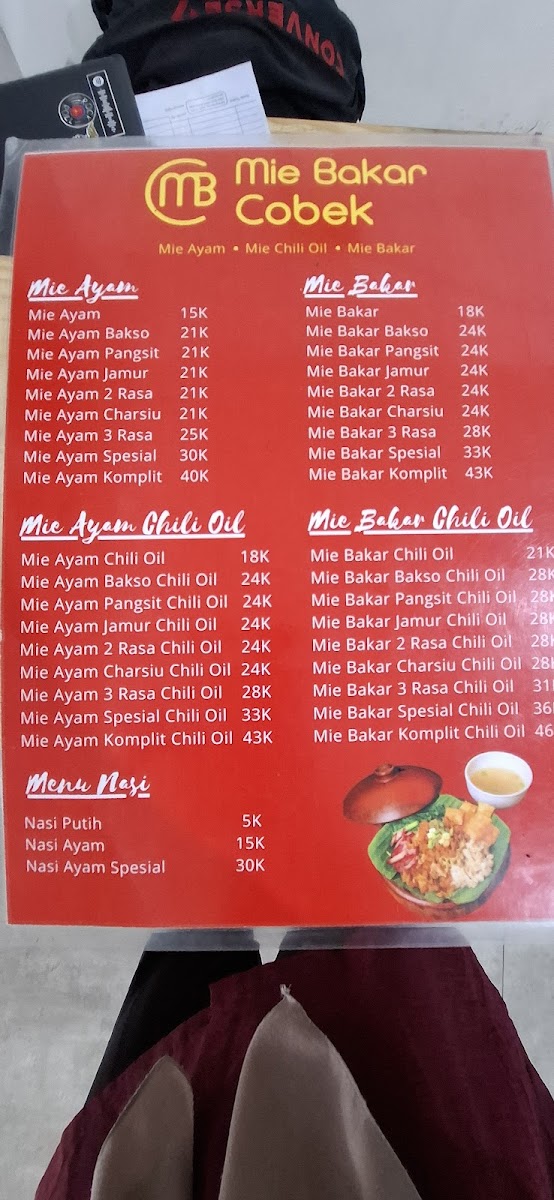 CONVERSE
MB
Mie Bakar
Cobek
Mie Ayam • Mie Chili Oil • Mie Bakar
Mie Ayam
Mie Ayam 15K
Mie Ayam Bakso 21K
Mie Ayam Pangsit 21K
Mie Ayam Jamur 21K
Mie Ayam 2 Rasa 21K
Mie Ayam Charsiu 21K
Mie Ayam 3 Rasa 25K
Mie Ayam Spesial 30K
Mie Ayam Komplit 40K
Mie Bakar
Mie Bakar 18K
Mie Bakar Bakso 24K
Mie Bakar Pangsit 24K
Mie Bakar Jamur 24K
Mie Bakar 2 Rasa 24K
Mie Bakar Charsiu 24K
Mie Bakar 3 Rasa 28K
Mie Bakar Spesial 33K
Mie Bakar Komplit 43K
Mie Ayam Chili Oil
Mie Ayam Chili Oil 18K
Mie Ayam Bakso Chili Oil 24K
Mie Ayam Pangsit Chili Oil 24K
Mie Ayam Jamur Chili Oil 24K
Mie Ayam 2 Rasa Chili Oil 24K
Mie Ayam Charsiu Chili Oil 24K
Mie Ayam 3 Rasa Chili Oil 28K
Mie Ayam Spesial Chili Oil 33K
Mie Ayam Komplit Chili Oil 43K
Mie Bakar Chili Oil
Mie Bakar Chili Oil 21K
Mie Bakar Bakso Chili Oil 28K
Mie Bakar Pangsit Chili Oil 28K
Mie Bakar Jamur Chili Oil 28K
Mie Bakar 2 Rasa Chili Oil 28K
Mie Bakar Charsiu Chili Oil 28K
Mie Bakar 3 Rasa Chili Oil 31K
Mie Bakar Spesial Chili Oil 36K
Mie Bakar Komplit Chili Oil 46K
Menu Nasi
Nasi Putih 5K
Nasi Ayam 15K
Nasi Ayam Spesial 30K